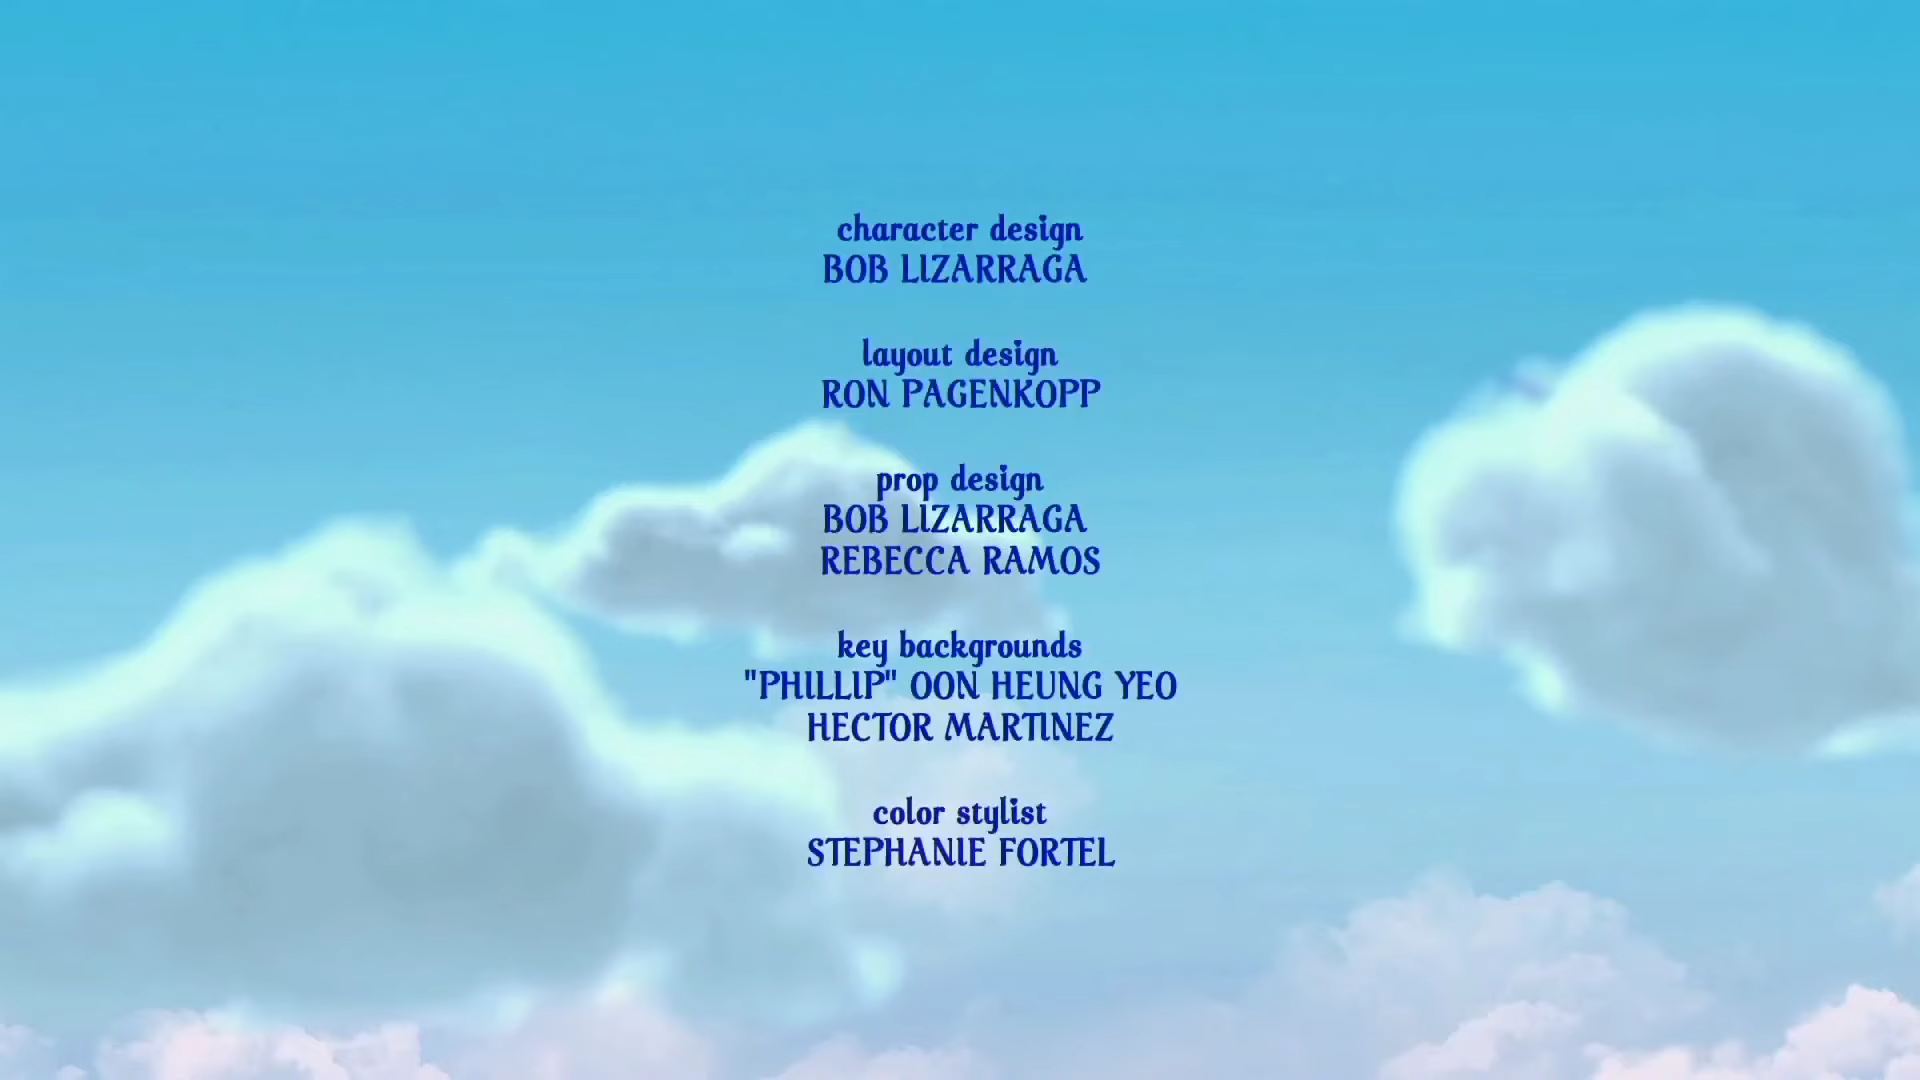 character design
BOB LIZARRAGA
layout design
RON PAGENKOPP
prop design
BOB LIZARRAGA
REBECCA RAMOS
key backgrounds
"PHILLIP" OON HEUNG YEO
HECTOR MARTINEZ
color stylist
STEPHANIE FORTEL